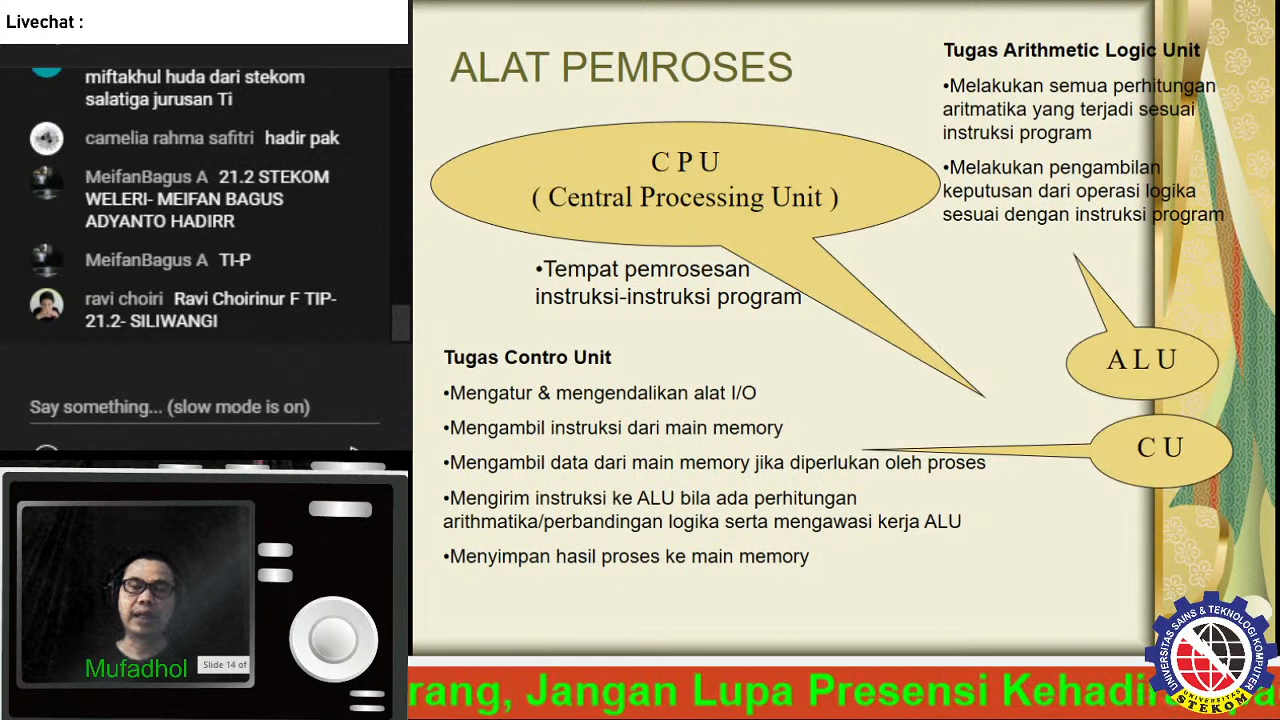 Livechat :
miftakhul huda dari stekom
salatiga jurusan Ti
camelia rahma safitri hadir pak
MeifanBagus A 21.2 STEKOM
WELERI- MEIFAN BAGUS
ADYANTO HADIRR
MeifanBagus A TI-P
ravi choiri Ravi Choirinur F TIP-
21.2- SILIWANGI
Say something... (slow mode is on)
Mufadhol
Slide 14 of
ALAT PEMROSES
C P U
( Central Processing Unit )
•Tempat pemrosesan
instruksi-instruksi program
Tugas Arithmetic Logic Unit
•Melakukan semua perhitungan
aritmatika yang terjadi sesuai
instruksi program
•Melakukan pengambilan
keputusan dari operasi logika
sesuai dengan instruksi program
A L U
C U
Tugas Contro Unit
•Mengatur & mengendalikan alat I/O
•Mengambil instruksi dari main memory
•Mengambil data dari main memory jika diperlukan oleh proses
•Mengirim instruksi ke ALU bila ada perhitungan
arithmatika/perbandingan logika serta mengawasi kerja ALU
•Menyimpan hasil proses ke main memory
rang, Jangan Lupa Presensi Kehadir
UNIVERSITAS SAINS & TEKNOLOGI KOMPUTER
UNIVERSITAS
STEKOM